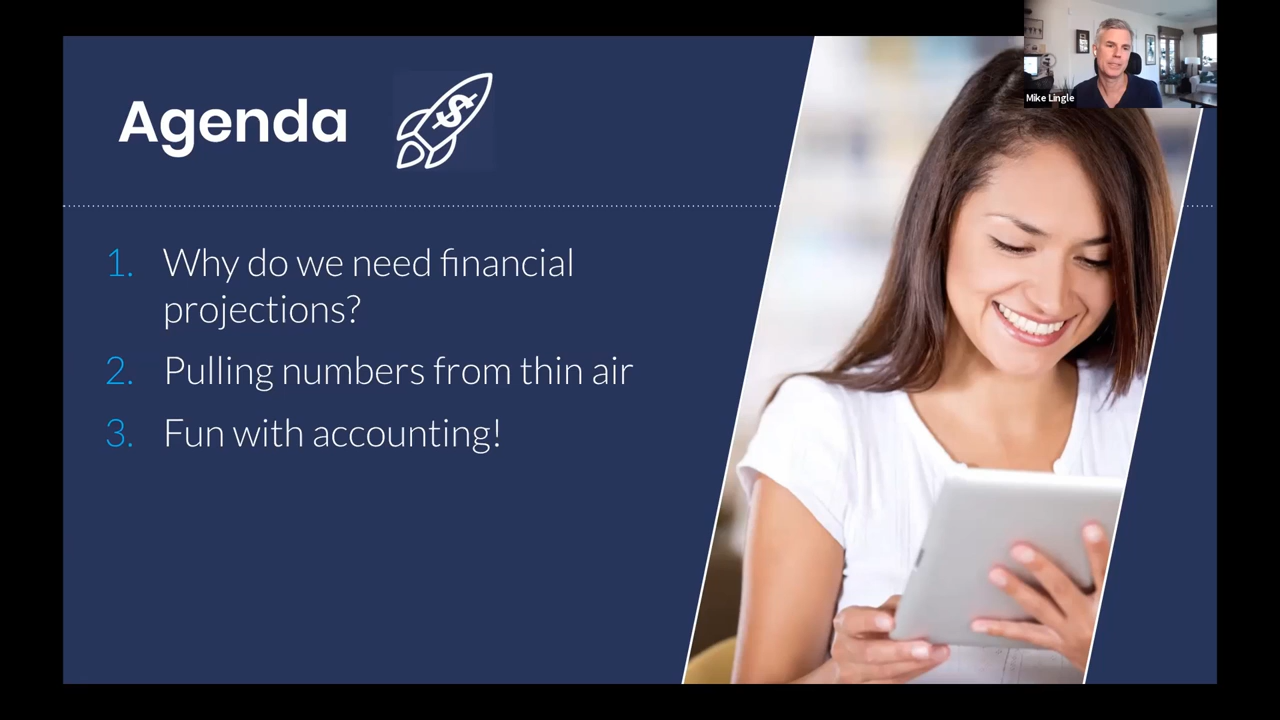 Mike Lingle
Agenda
$
1. Why do we need financial
projections?
2. Pulling numbers from thin air
3. Fun with accounting!